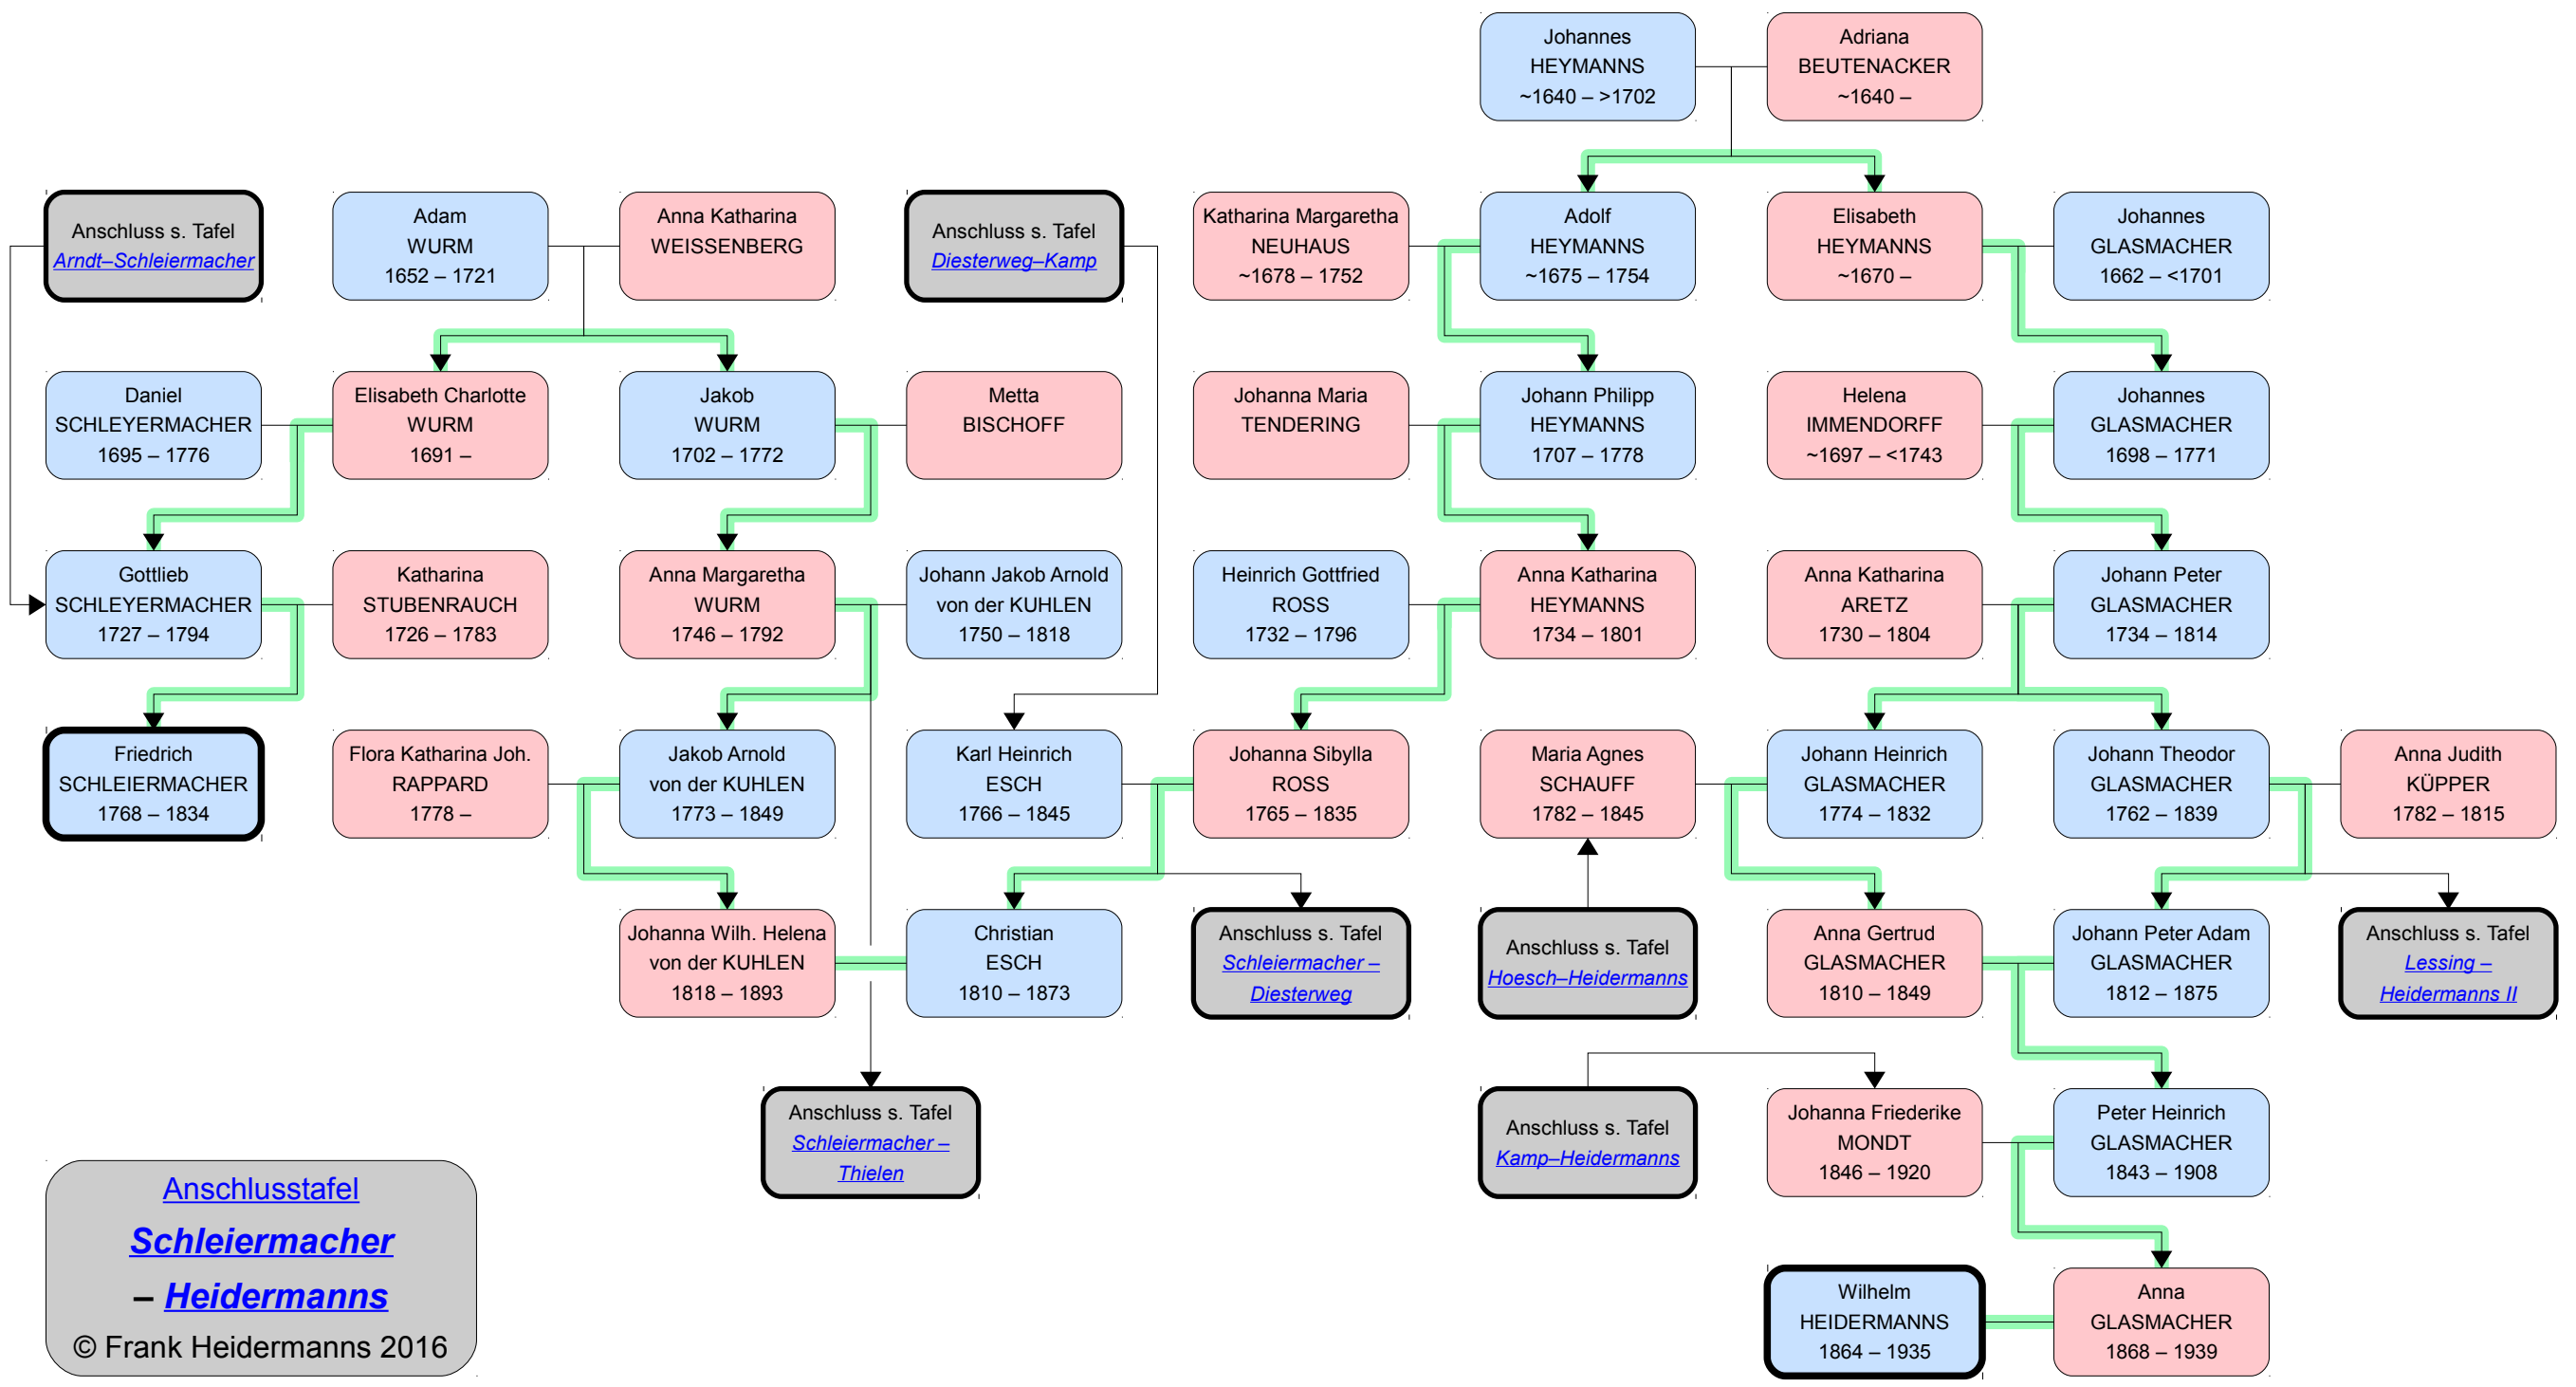 Johannes
HEYMANNS
~1640 – >1702
Adriana
BEUTENACKER
~1640 –
Anschluss s. Tafel
Arndt–Schleiermacher
Adam
WURM
1652 – 1721
Anna Katharina
WEISSENBERG
Anschluss s. Tafel
Diesterweg–Kamp
Katharina Margaretha
NEUHAUS
~1678 – 1752
Adolf
HEYMANNS
~1675 – 1754
Elisabeth
HEYMANNS
~1670 –
Johannes
GLASMACHER
1662 – <1701
Daniel
SCHLEYERMACHER
1695 – 1776
Elisabeth Charlotte
WURM
1691 –
Jakob
WURM
1702 – 1772
Metta
BISCHOFF
Johanna Maria
TENDERING
Johann Philipp
HEYMANNS
1707 – 1778
Helena
IMMENDORFF
~1697 – <1743
Johannes
GLASMACHER
1698 – 1771
Gottlieb
SCHLEYERMACHER
1727 – 1794
Katharina
STUBENRAUCH
1726 – 1783
Anna Margaretha
WURM
1746 – 1792
Johann Jakob Arnold
von der KUHLEN
1750 – 1818
Heinrich Gottfried
ROSS
1732 – 1796
Anna Katharina
HEYMANNS
1734 – 1801
Anna Katharina
ARETZ
1730 – 1804
Johann Peter
GLASMACHER
1734 – 1814
Friedrich
SCHLEIERMACHER
1768 – 1834
Flora Katharina Joh.
RAPPARD
1778 –
Jakob Arnold
von der KUHLEN
1773 – 1849
Karl Heinrich
ESCH
1766 – 1845
Johanna Sibylla
ROSS
1765 – 1835
Maria Agnes
SCHAUFF
1782 – 1845
Johann Heinrich
GLASMACHER
1774 – 1832
Johann Theodor
GLASMACHER
1762 – 1839
Anna Judith
KÜPPER
1782 – 1815
Johanna Wilh. Helena
von der KUHLEN
1818 – 1893
Christian
ESCH
1810 – 1873
Anschluss s. Tafel
Schleiermacher –
Diesterweg
Anschluss s. Tafel
Hoesch–Heidermanns
Anna Gertrud
GLASMACHER
1810 – 1849
Johann Peter Adam
GLASMACHER
1812 – 1875
Anschluss s. Tafel
Lessing –
Heidermanns II
Anschluss s. Tafel
Schleiermacher –
Thielen
Anschluss s. Tafel
Kamp–Heidermanns
Johanna Friederike
MONDT
1846 – 1920
Peter Heinrich
GLASMACHER
1843 – 1908
Anschlusstafel
Schleiermacher
– Heidermanns
© Frank Heidermanns 2016
Wilhelm
HEIDERMANNS
1864 – 1935
Anna
GLASMACHER
1868 – 1939